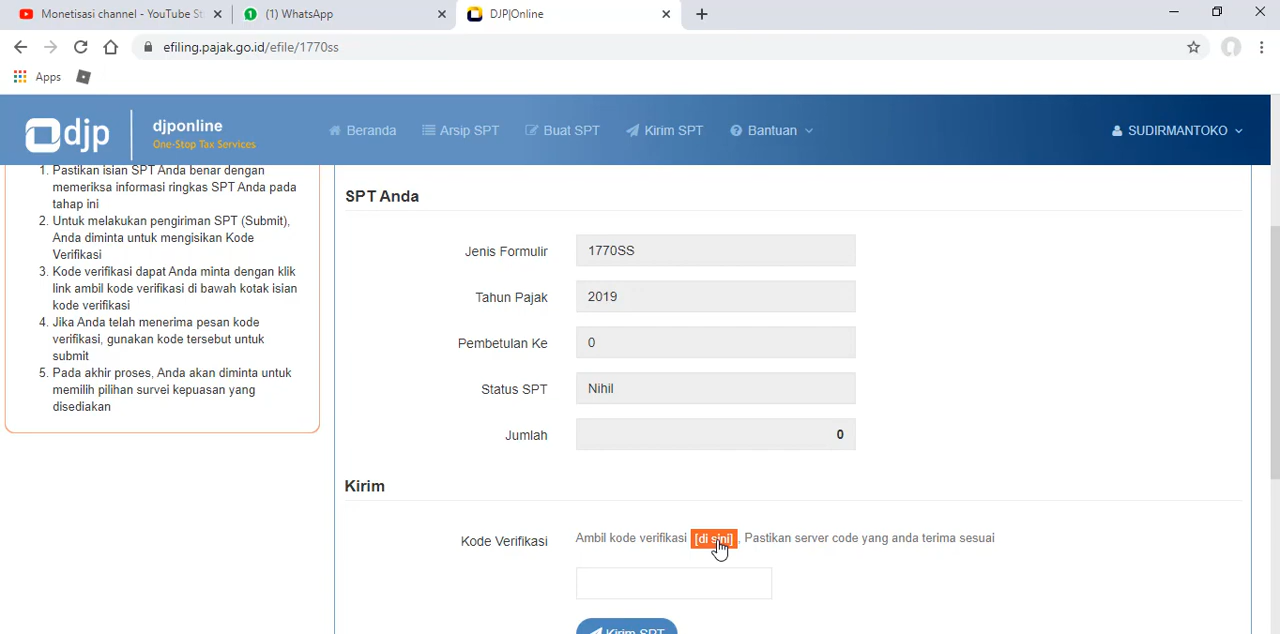 Monetisasi channel - YouTube St
(1) WhatsApp
DJP|Online
efiling.pajak.go.id/efile/1770ss
Apps
djp
djponline
One-Stop Tax Services
Beranda
Arsip SPT
Buat SPT
Kirim SPT
Bantuan
SUDIRMANTOKO
1. Pastikan isian SPT Anda benar dengan
memeriksa informasi ringkas SPT Anda pada
tahap ini
2. Untuk melakukan pengiriman SPT (Submit),
Anda diminta untuk mengisikan Kode
Verifikasi
3. Kode verifikasi dapat Anda minta dengan klik
link ambil kode verifikasi di bawah kotak isian
kode verifikasi
4. Jika Anda telah menerima pesan kode
verifikasi, gunakan kode tersebut untuk
submit
5. Pada akhir proses, Anda akan diminta untuk
memilih pilihan survei kepuasan yang
disediakan
SPT Anda
Jenis Formulir 1770SS
Tahun Pajak 2019
Pembetulan Ke 0
Status SPT Nihil
Jumlah 0
Kirim
Kode Verifikasi Ambil kode verifikasi [di sini] , Pastikan server code yang anda terima sesuai
Kirim SPT